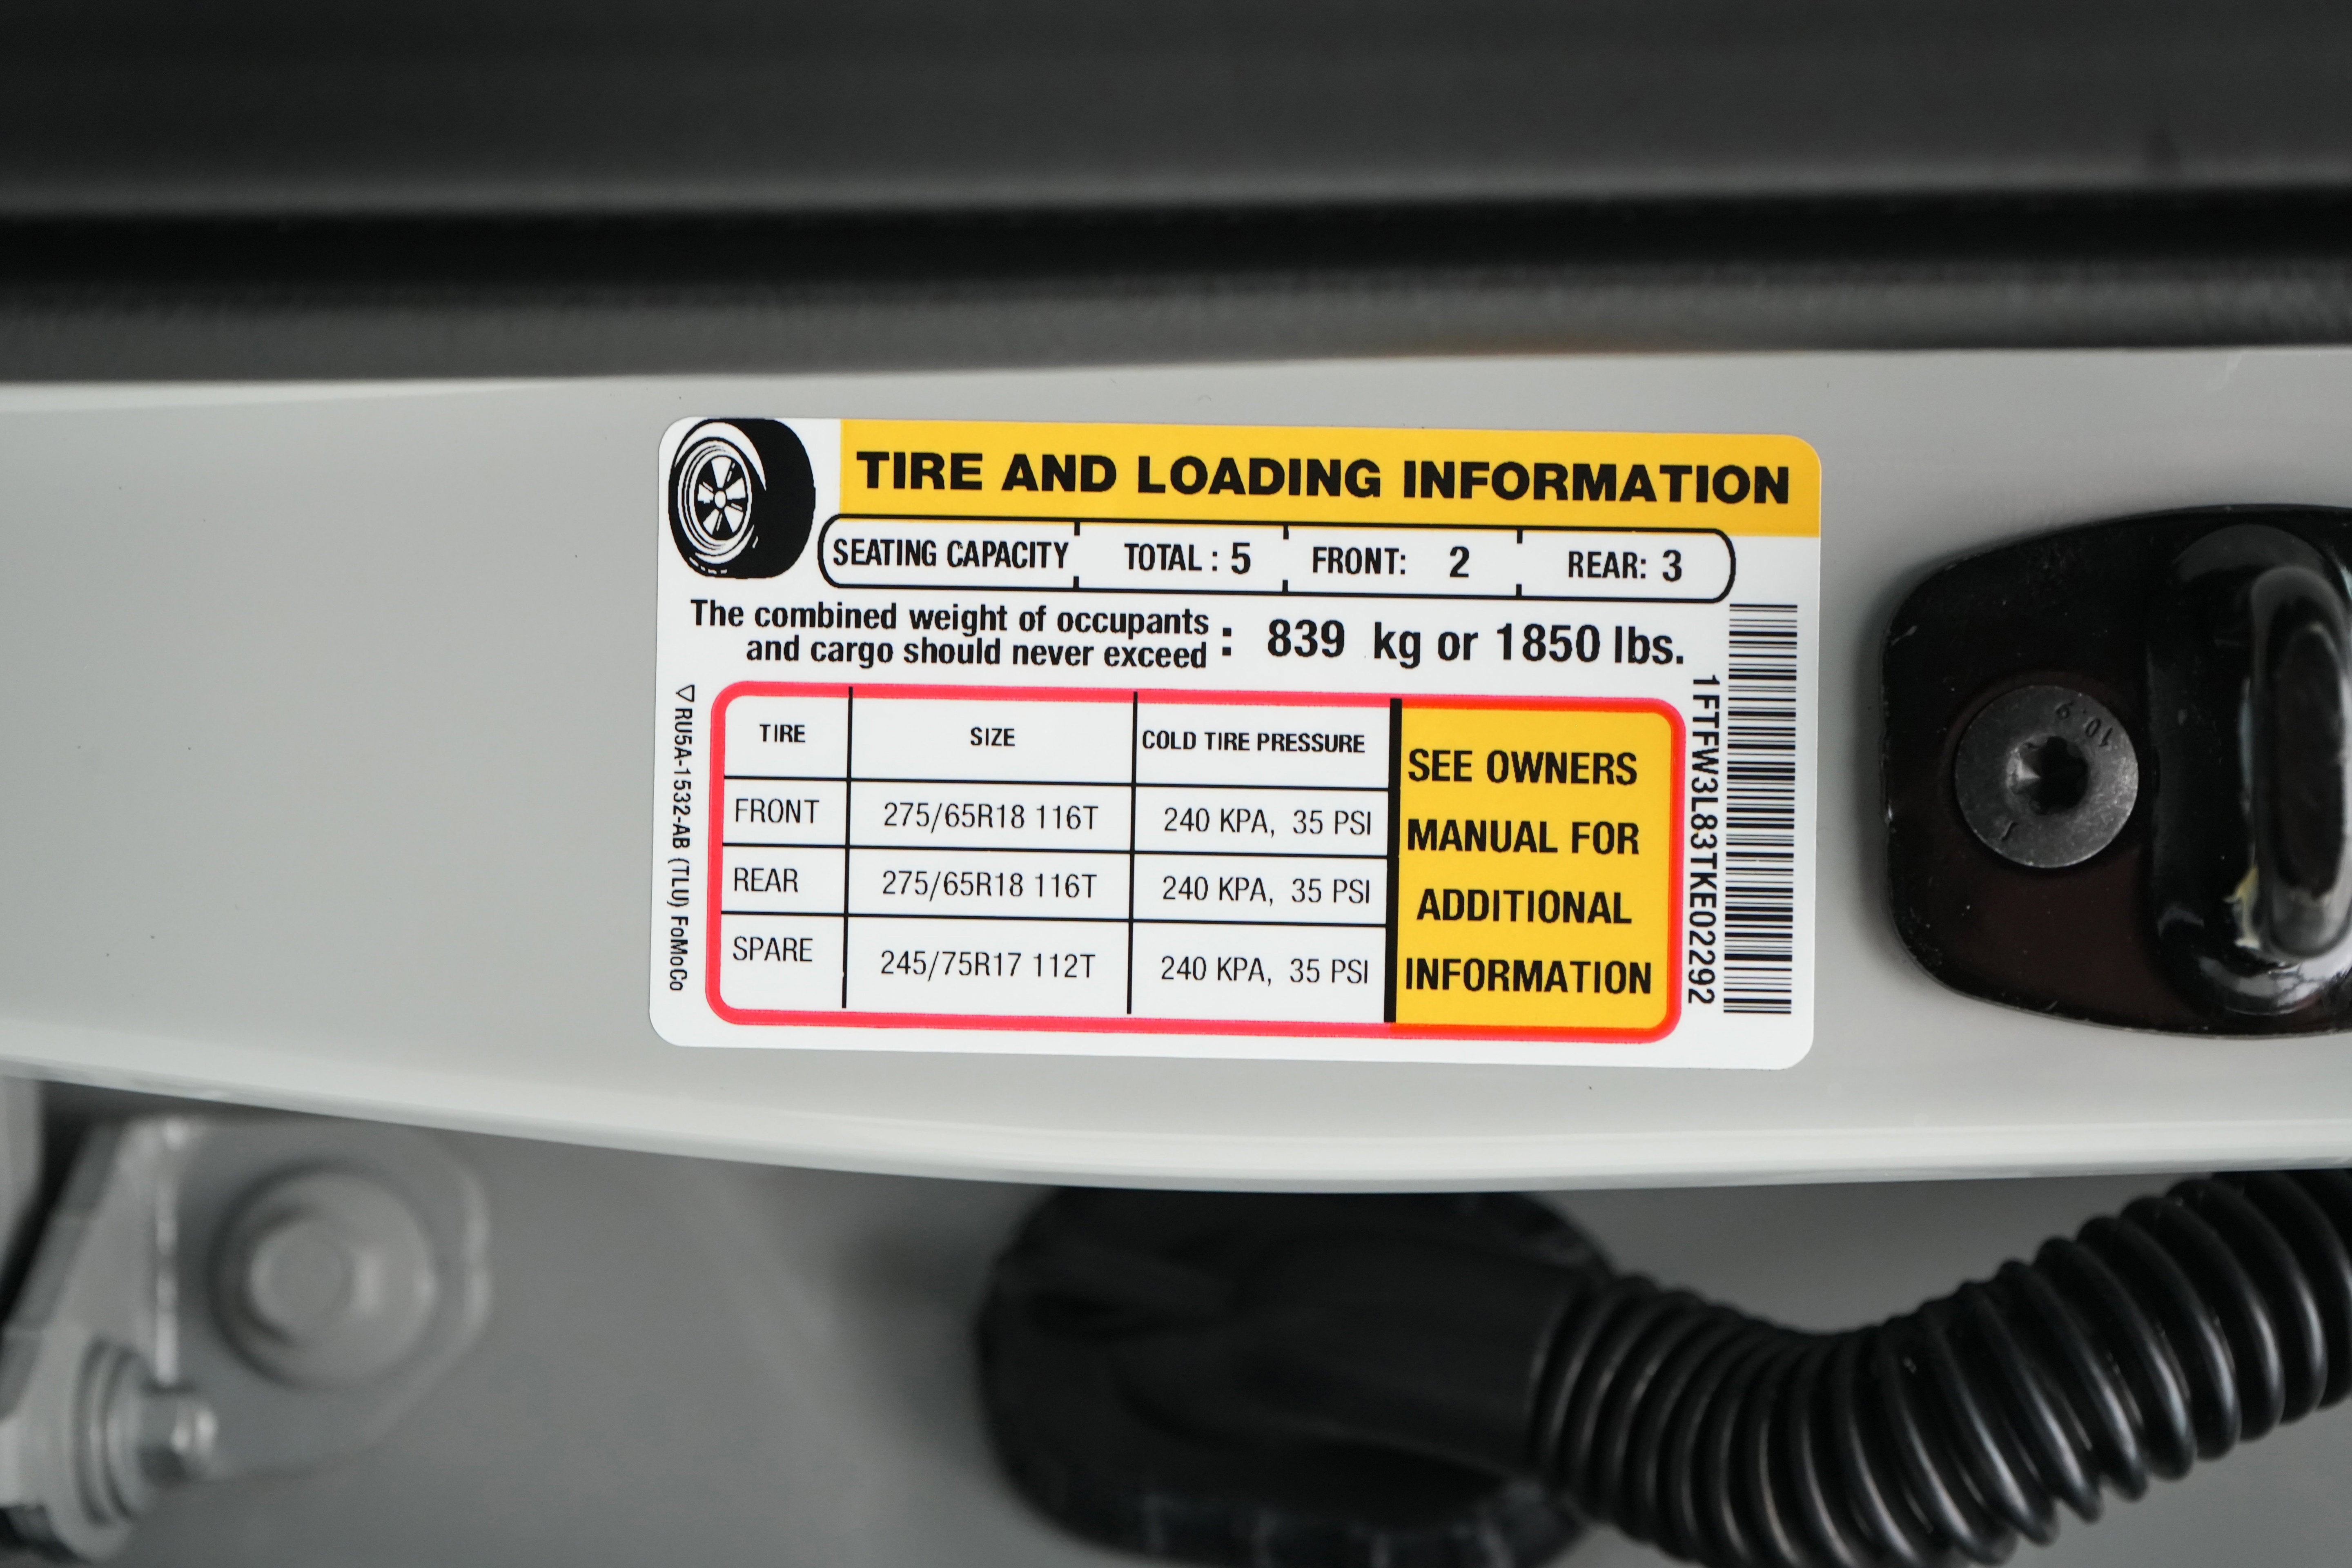 TIRE AND LOADING INFORMATION
SEATING CAPACITY TOTAL : 5 FRONT: 2 REAR: 3
The combined weight of occupants
and cargo should never exceed : 839 kg or 1850 lbs.
TIRE SIZE COLD TIRE PRESSURE
FRONT 275/65R18 116T 240 KPA, 35 PSI
REAR 275/65R18 116T 240 KPA, 35 PSI
SPARE 245/75R17 112T 240 KPA, 35 PSI
SEE OWNERS
MANUAL FOR
ADDITIONAL
INFORMATION
▽RU5A-1532-AB (TLU) FoMoCo
1FTFW3L83TKE02292
10.9